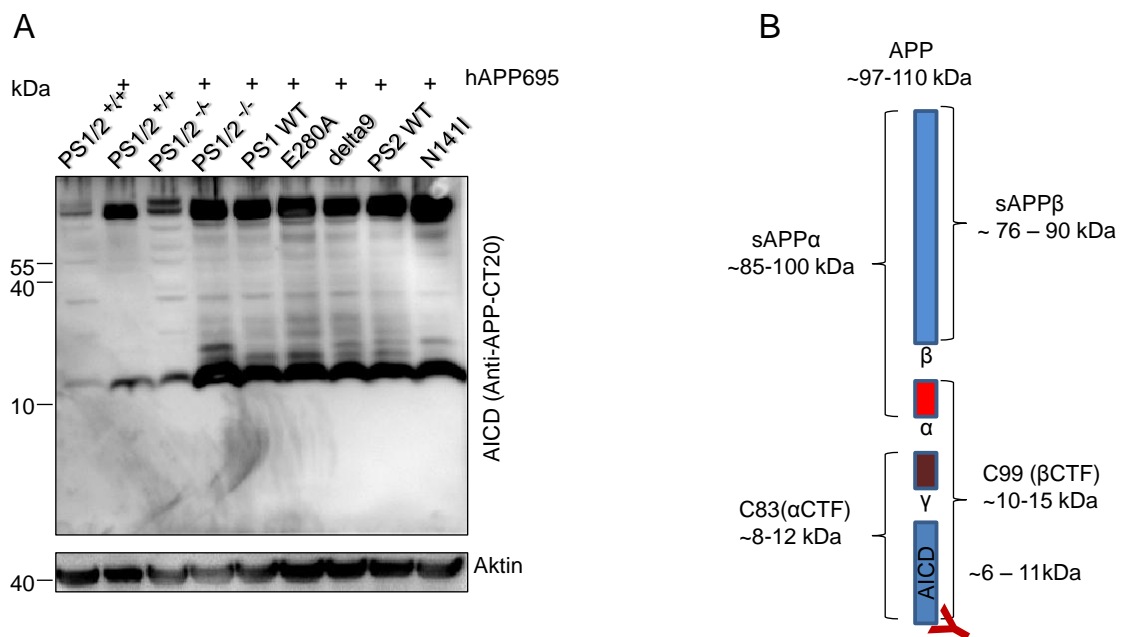 A
kDa
+ + + + + + + + hAPP695
PS1/2 +/+
PS1/2 +/+
PS1/2 -/-
PS1/2 -/-
PS1 WT
E280A
delta9
PS2 WT
N141I
55
40
10
AICD (Anti-APP-CT20)
40
Aktin
B
APP
~97-110 kDa
sAPPβ
~ 76 – 90 kDa
sAPPα
~85-100 kDa
β
α
γ
C99 (βCTF)
~10-15 kDa
C83(αCTF)
~8-12 kDa
AICD
~6 – 11kDa